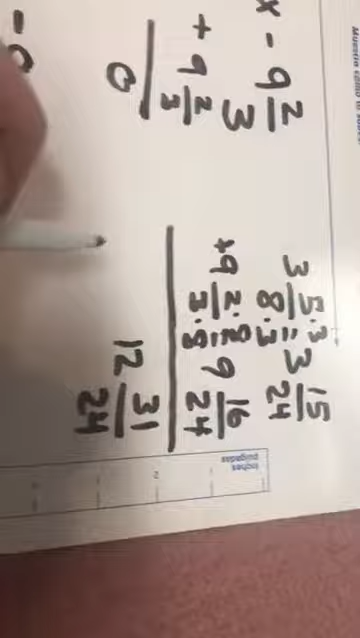 x - 9 2/3
+ 9 2/3
0
3 5/8 · 3/3 = 3 15/24
+9 2/3 · 8/8 = 9 16/24
12 31/24
inches
pulgadas
2